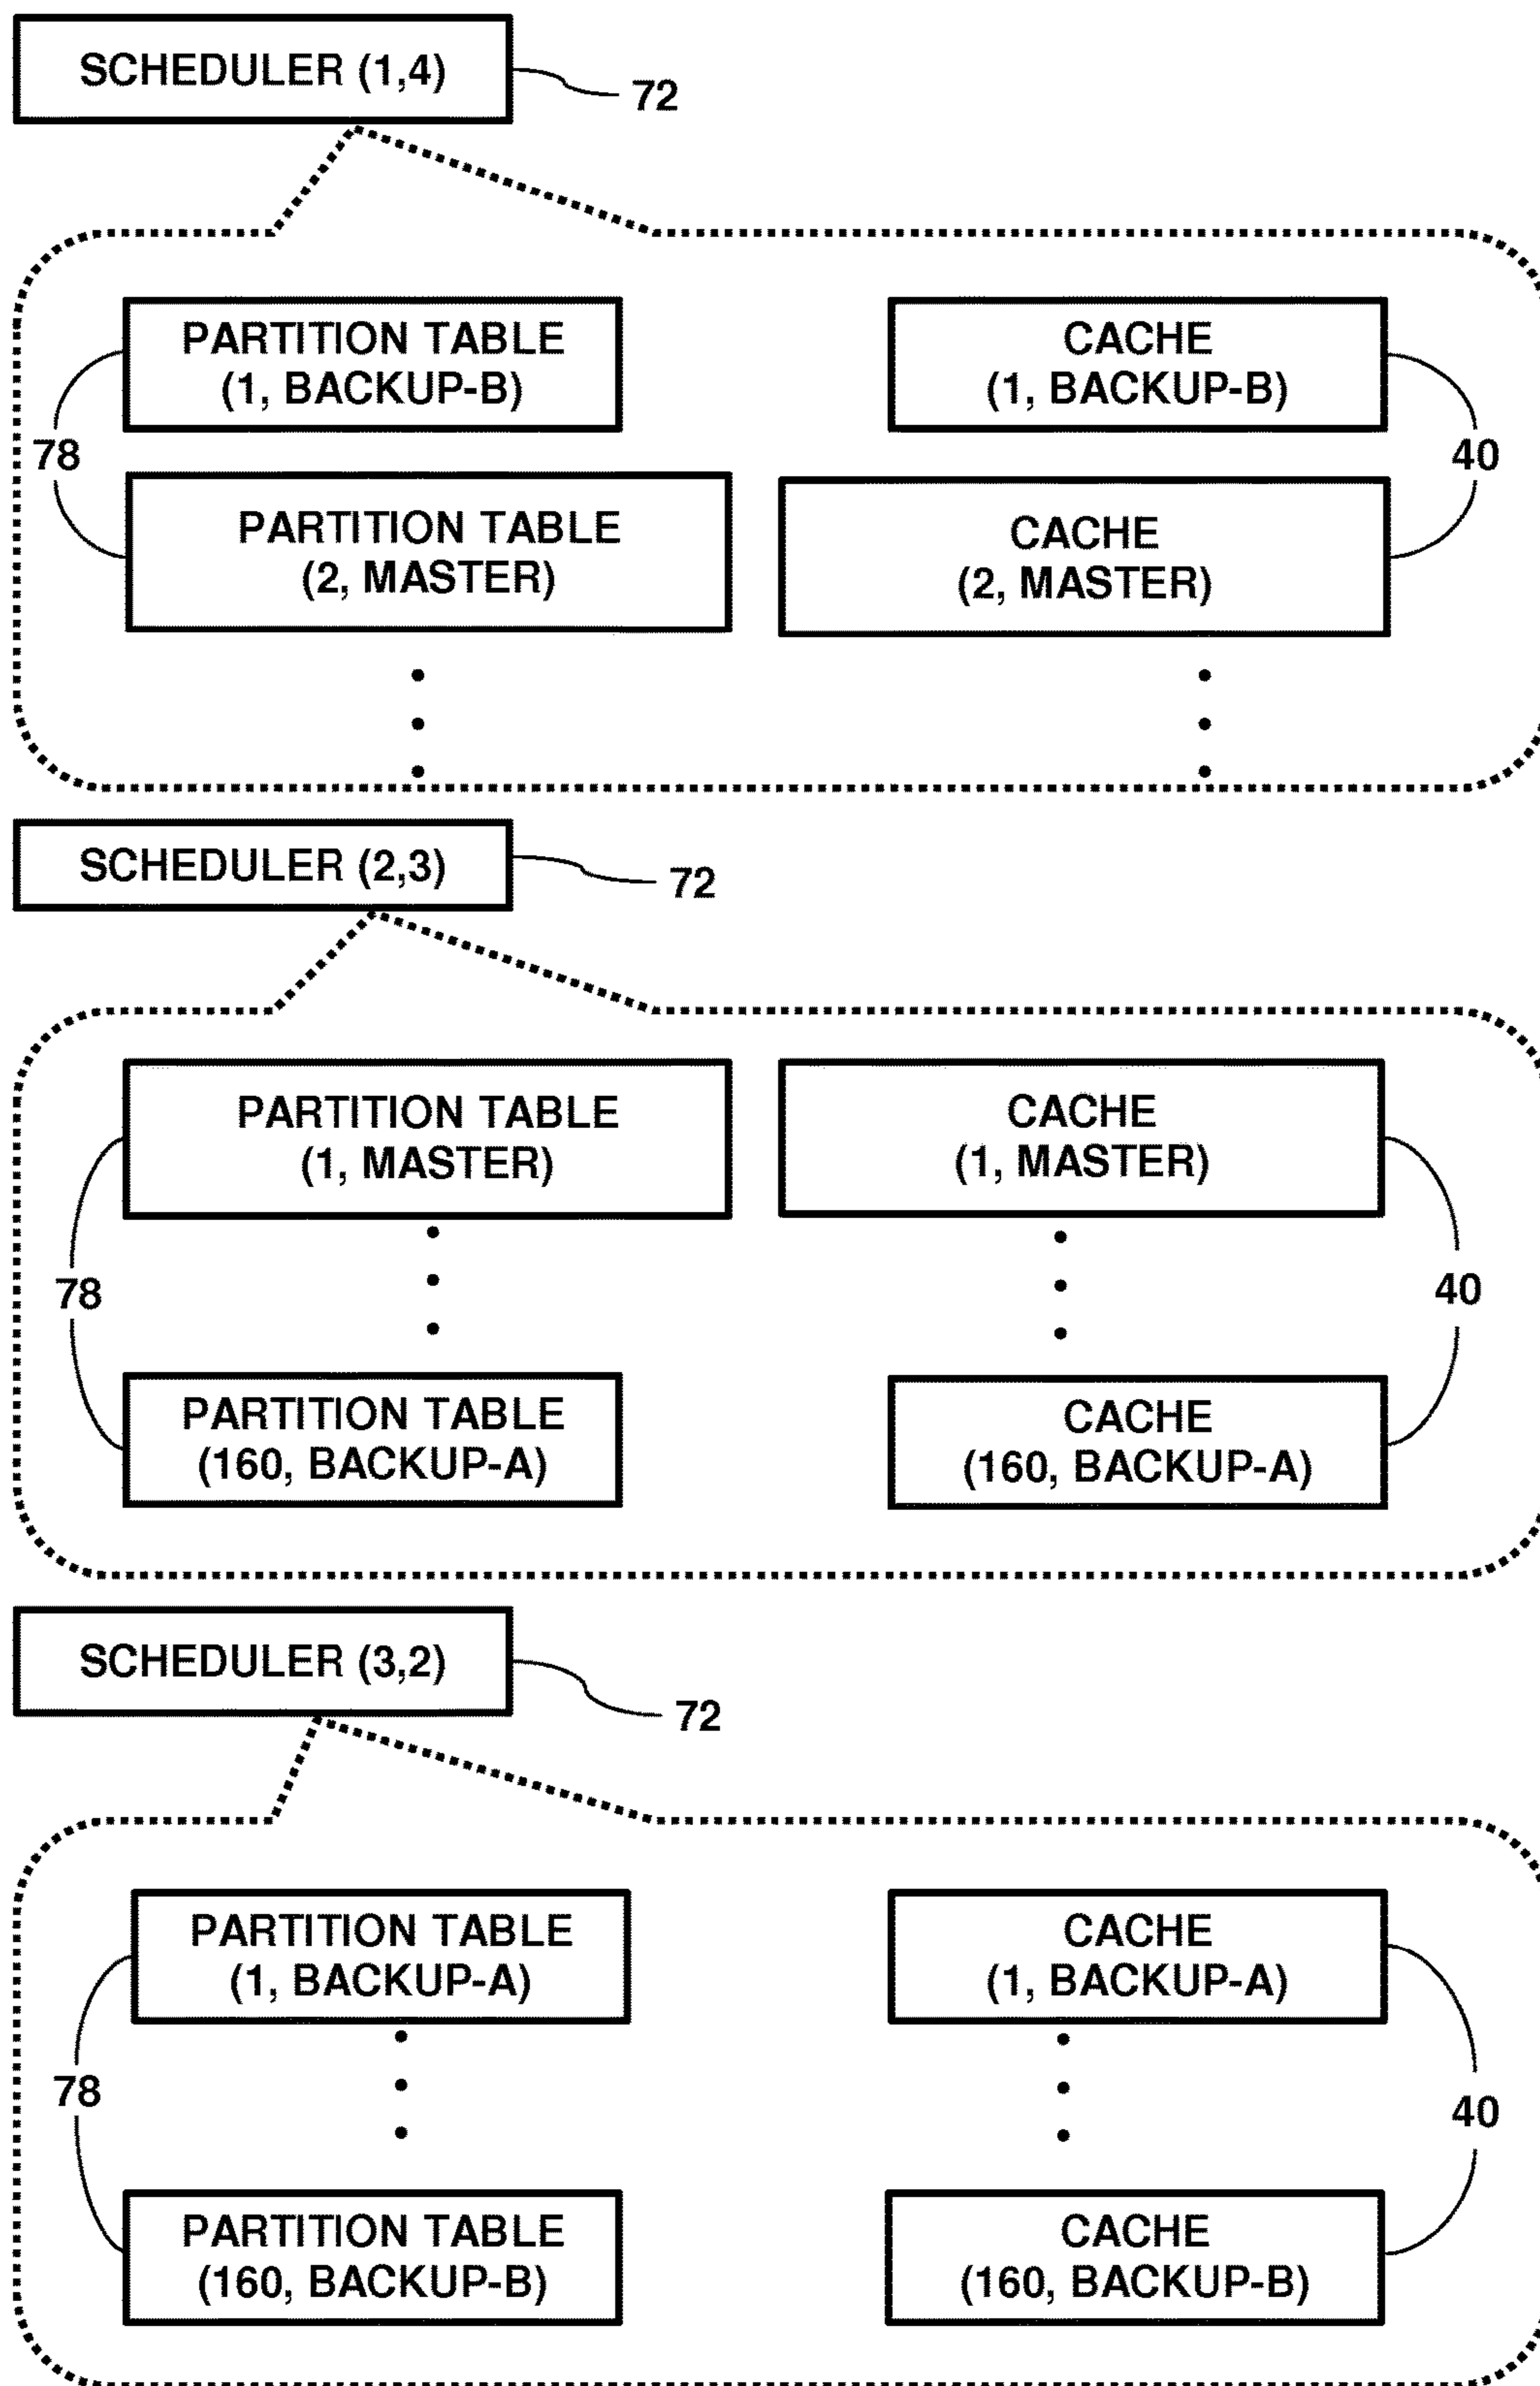 SCHEDULER (1,4)
72
PARTITION TABLE
(1, BACKUP-B)
CACHE
(1, BACKUP-B)
78
40
PARTITION TABLE
(2, MASTER)
CACHE
(2, MASTER)
SCHEDULER (2,3)
72
PARTITION TABLE
(1, MASTER)
CACHE
(1, MASTER)
78
40
PARTITION TABLE
(160, BACKUP-A)
CACHE
(160, BACKUP-A)
SCHEDULER (3,2)
72
PARTITION TABLE
(1, BACKUP-A)
CACHE
(1, BACKUP-A)
78
40
PARTITION TABLE
(160, BACKUP-B)
CACHE
(160, BACKUP-B)